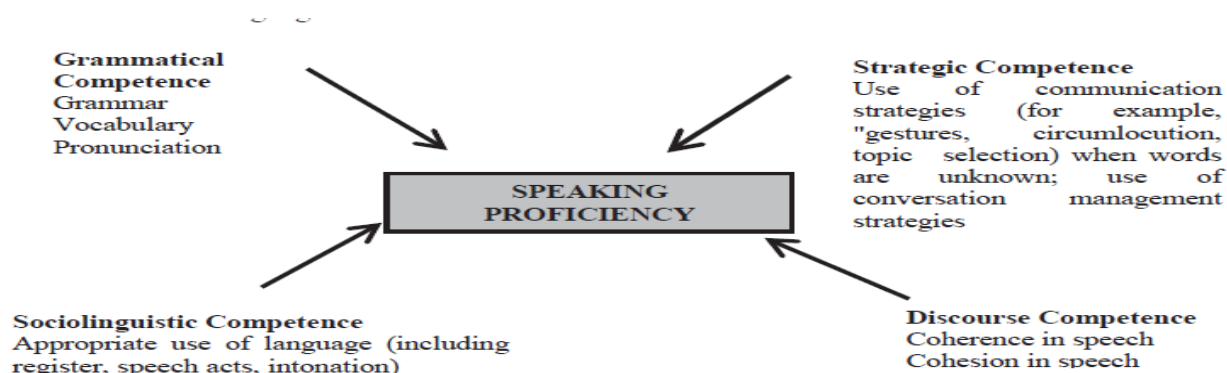 Grammatical
Competence
Grammar
Vocabulary
Pronunciation
Strategic Competence
Use of communication
strategies (for example,
"gestures, circumlocution,
topic selection) when words
are unknown; use of
conversation management
strategies
SPEAKING
PROFICIENCY
Sociolinguistic Competence
Appropriate use of language (including
register, speech acts, intonation)
Discourse Competence
Coherence in speech
Cohesion in speech